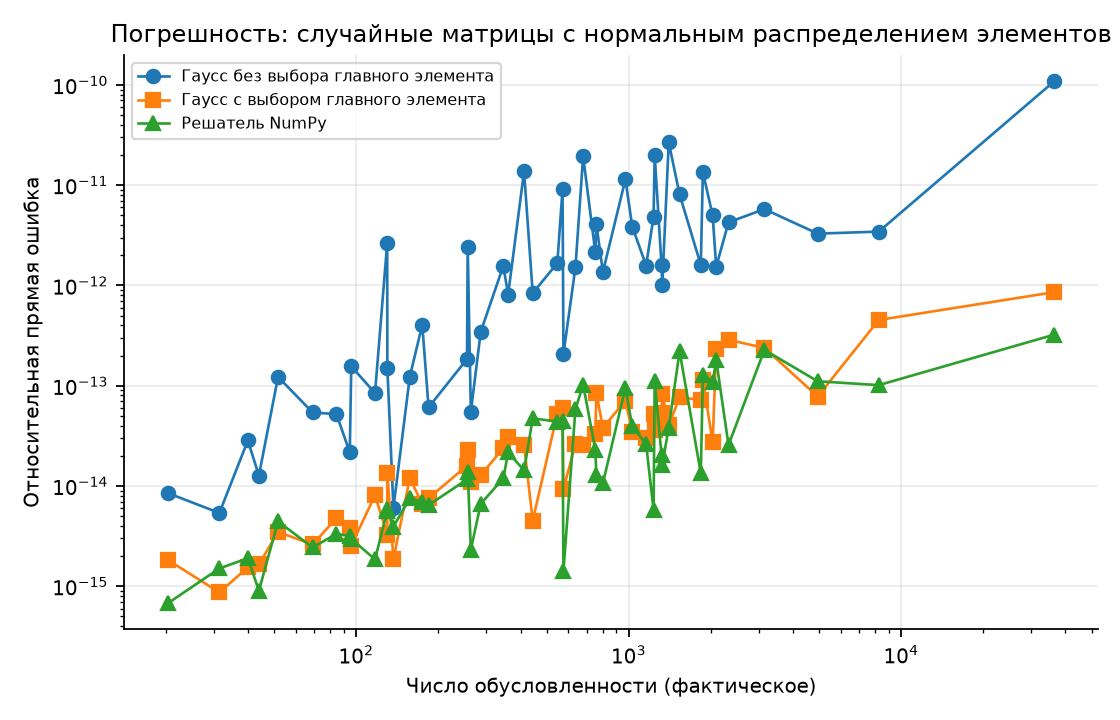 Погрешность: случайные матрицы с нормальным распределением элементов
Гаусс без выбора главного элемента
Гаусс с выбором главного элемента
Решатель NumPy
Относительная прямая ошибка
10⁻¹⁰
10⁻¹¹
10⁻¹²
10⁻¹³
10⁻¹⁴
10⁻¹⁵
10² 10³ 10⁴
Число обусловленности (фактическое)